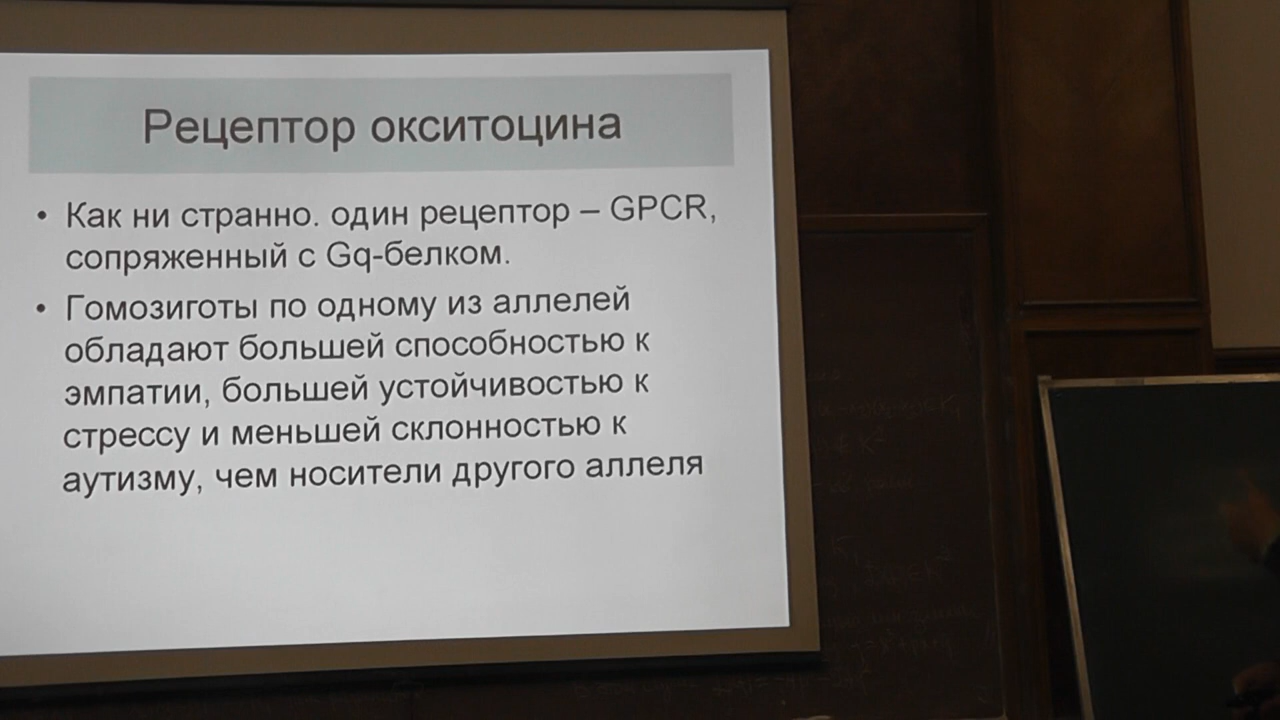 Рецептор окситоцина
• Как ни странно. один рецептор – GPCR,
сопряженный с Gq-белком.
• Гомозиготы по одному из аллелей
обладают большей способностью к
эмпатии, большей устойчивостью к
стрессу и меньшей склонностью к
аутизму, чем носители другого аллеля